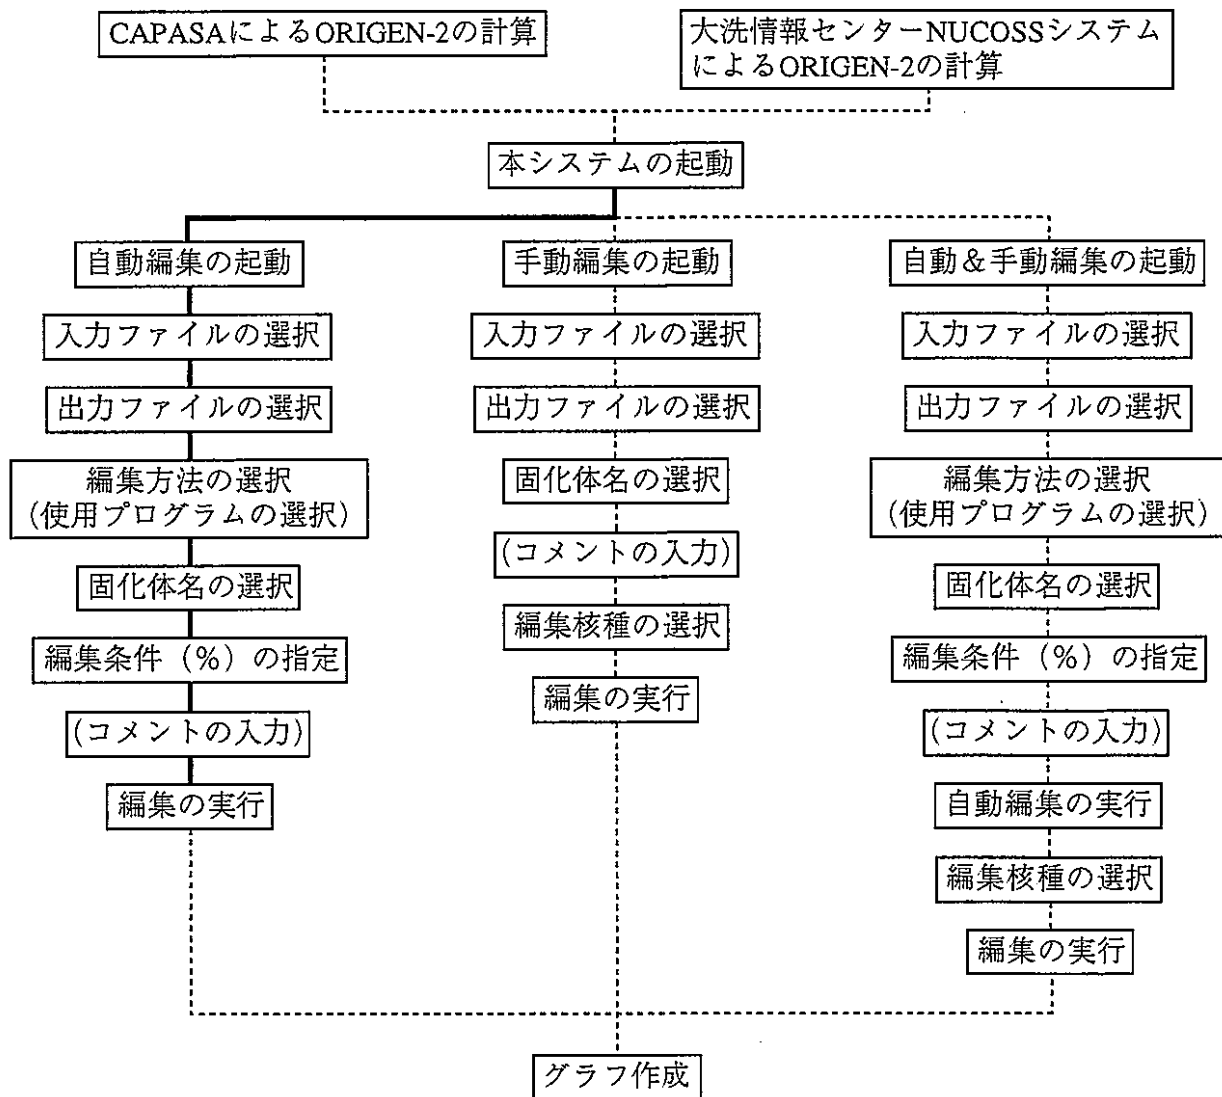 CAPASAによるORIGEN-2の計算
大洗情報センターNUCOSSシステム
によるORIGEN-2の計算
本システムの起動
自動編集の起動
入力ファイルの選択
出力ファイルの選択
編集方法の選択
(使用プログラムの選択)
固化体名の選択
編集条件（%）の指定
(コメントの入力)
編集の実行
手動編集の起動
入力ファイルの選択
出力ファイルの選択
固化体名の選択
(コメントの入力)
編集核種の選択
編集の実行
自動＆手動編集の起動
入力ファイルの選択
出力ファイルの選択
編集方法の選択
(使用プログラムの選択)
固化体名の選択
編集条件（%）の指定
(コメントの入力)
自動編集の実行
編集核種の選択
編集の実行
グラフ作成